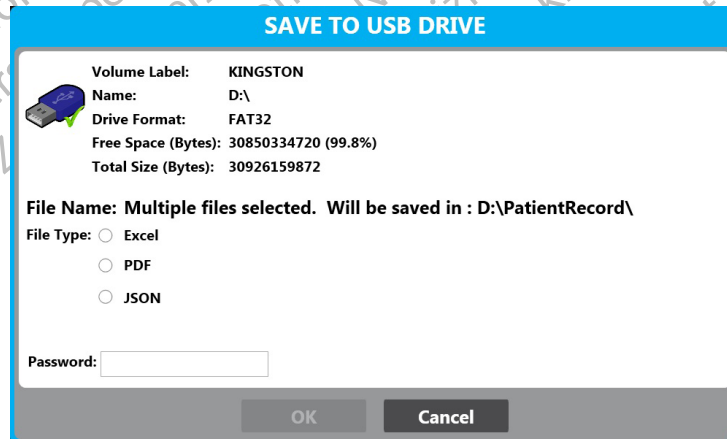 SAVE TO USB DRIVE
Volume Label: KINGSTON
Name: D:\
Drive Format: FAT32
Free Space (Bytes): 30850334720 (99.8%)
Total Size (Bytes): 30926159872
File Name: Multiple files selected. Will be saved in : D:\PatientRecord\
File Type: Excel
PDF
JSON
Password:
OK Cancel